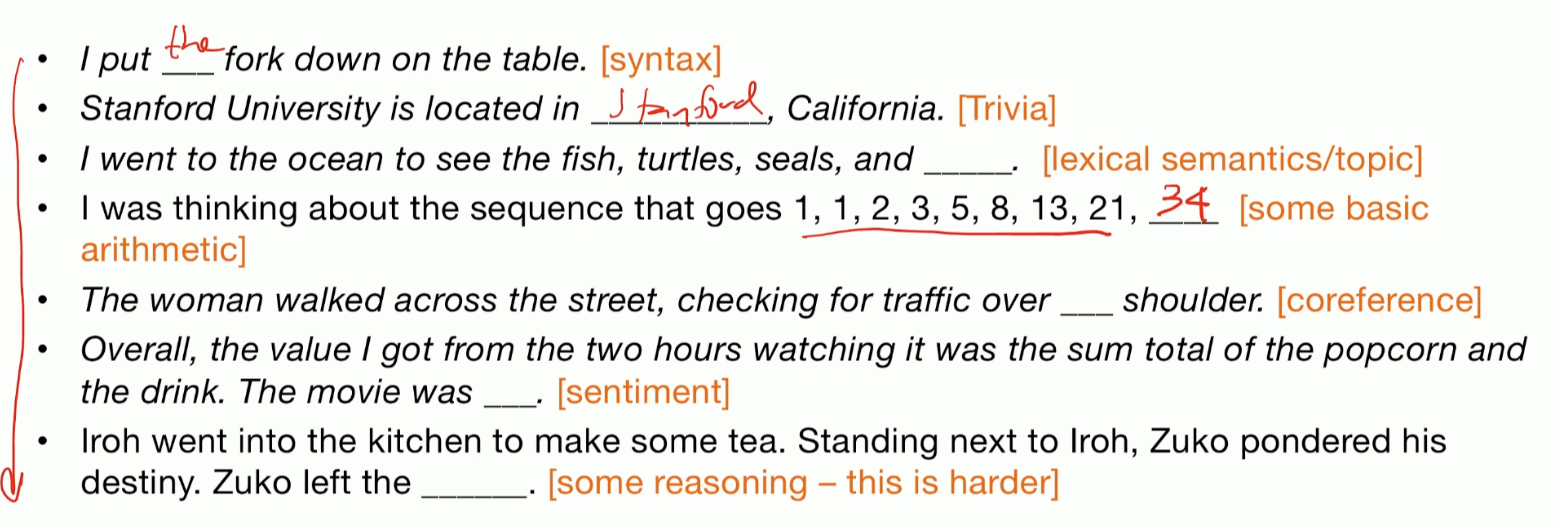 • I put the fork down on the table. [syntax]
• Stanford University is located in Stanford, California. [Trivia]
• I went to the ocean to see the fish, turtles, seals, and _____. [lexical semantics/topic]
• I was thinking about the sequence that goes 1, 1, 2, 3, 5, 8, 13, 21, 34 [some basic
arithmetic]
• The woman walked across the street, checking for traffic over ___ shoulder. [coreference]
• Overall, the value I got from the two hours watching it was the sum total of the popcorn and
the drink. The movie was ___. [sentiment]
• Iroh went into the kitchen to make some tea. Standing next to Iroh, Zuko pondered his
destiny. Zuko left the ______. [some reasoning – this is harder]